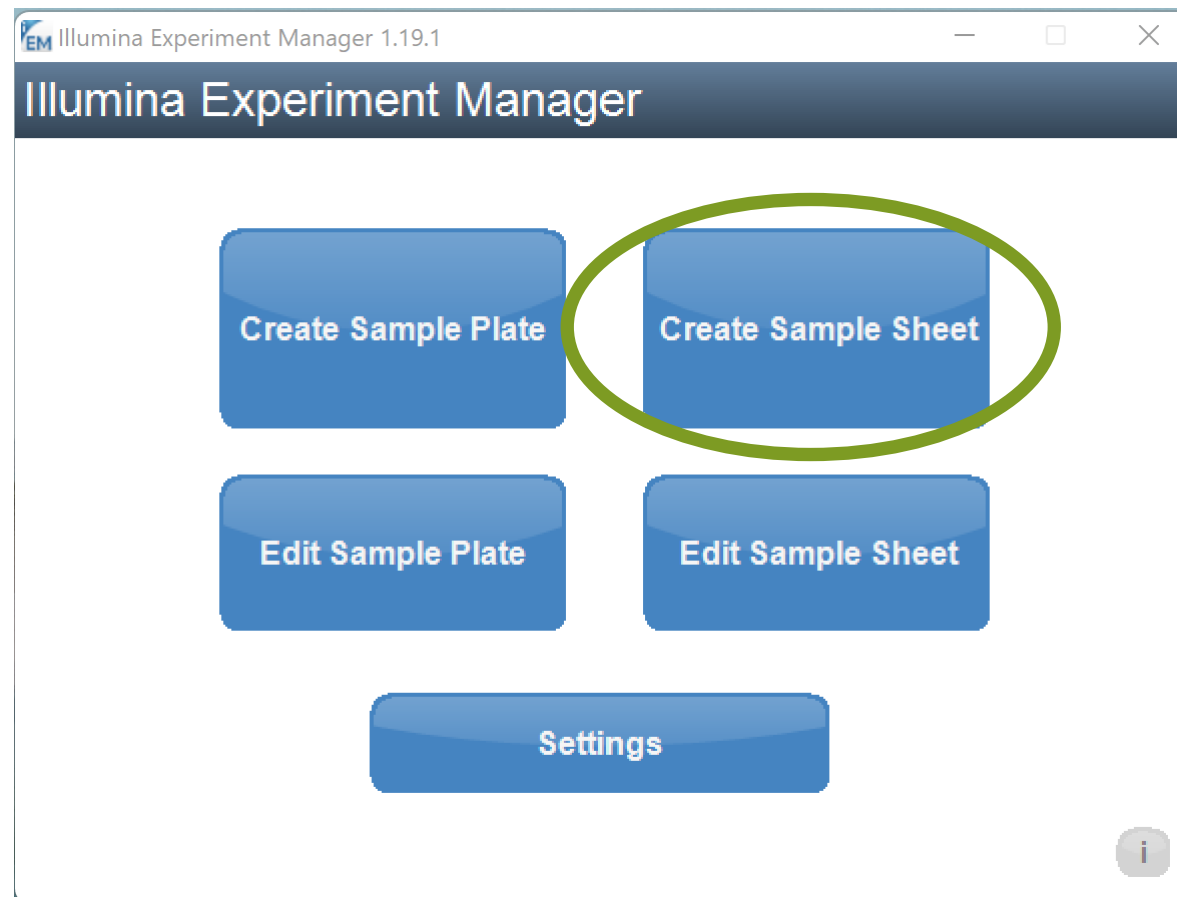 EM Illumina Experiment Manager 1.19.1
Illumina Experiment Manager
Create Sample Plate
Create Sample Sheet
Edit Sample Plate
Edit Sample Sheet
Settings
i